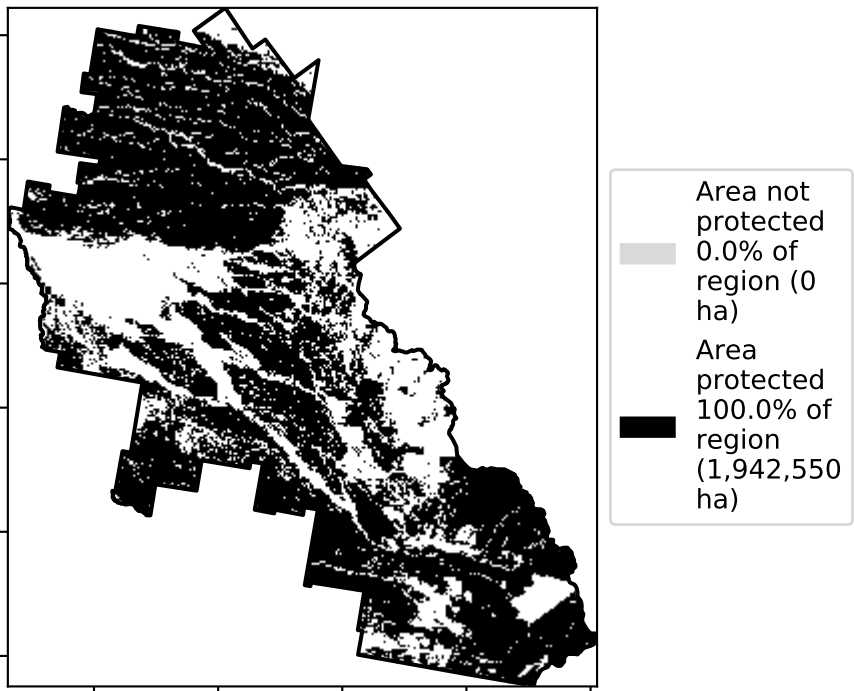 Area not
protected
0.0% of
region (0
ha)
Area
protected
100.0% of
region
(1,942,550
ha)